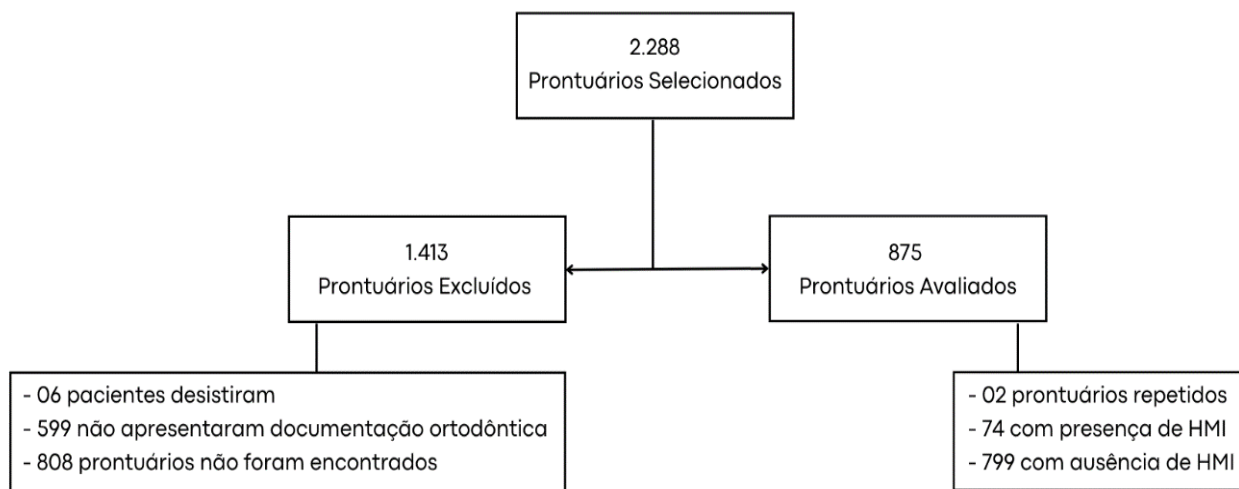 2.288
Prontuários Selecionados
1.413
Prontuários Excluídos
875
Prontuários Avaliados
- 06 pacientes desistiram
- 599 não apresentaram documentação ortodôntica
- 808 prontuários não foram encontrados
- 02 prontuários repetidos
- 74 com presença de HMI
- 799 com ausência de HMI